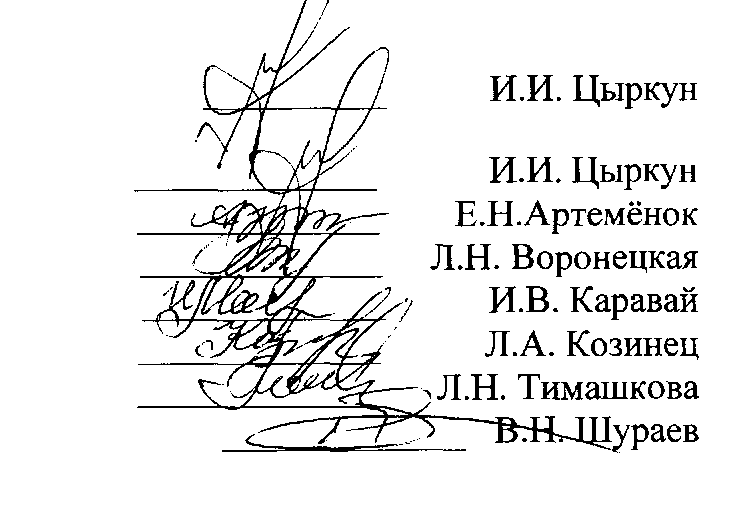 И.И. Цыркун
И.И. Цыркун
Е.Н.Артемёнок
Л.Н. Воронецкая
И.В. Каравай
Л.А. Козинец
Л.Н. Тимашкова
В.Н. Шураев